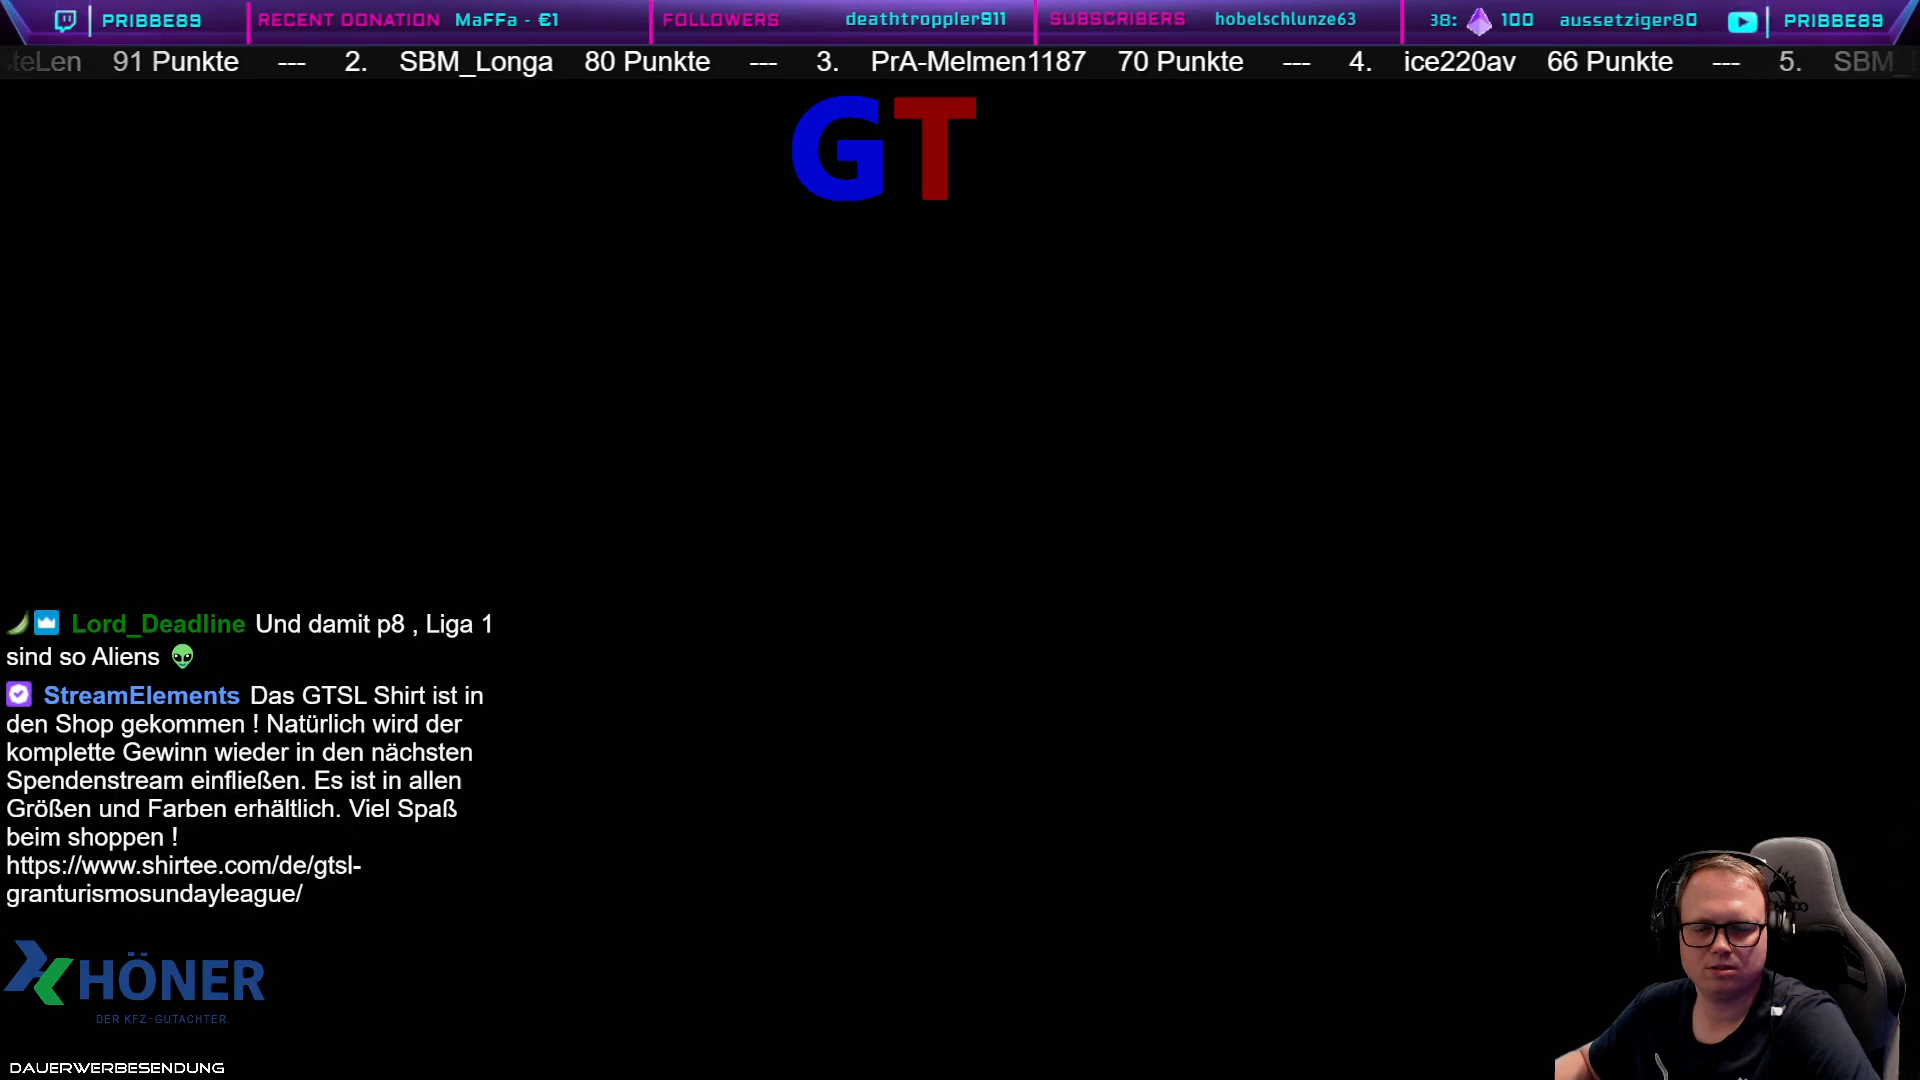 PRIBBE89 RECENT DONATION MaFFa - €1 FOLLOWERS deathtroppler911 SUBSCRIBERS hobelschlunze63 38: 100 aussetziger80 PRIBBE89
teLen 91 Punkte --- 2. SBM_Longa 80 Punkte --- 3. PrA-Melmen1187 70 Punkte --- 4. ice220av 66 Punkte --- 5. SBM_
GTSL
Lord_Deadline Und damit p8 , Liga 1
sind so Aliens
StreamElements Das GTSL Shirt ist in
den Shop gekommen ! Natürlich wird der
komplette Gewinn wieder in den nächsten
Spendenstream einfließen. Es ist in allen
Größen und Farben erhältlich. Viel Spaß
beim shoppen !
https://www.shirtee.com/de/gtsl-
granturismosundayleague/
HÖNER
DER KFZ-GUTACHTER.
DAUERWERBESENDUNG